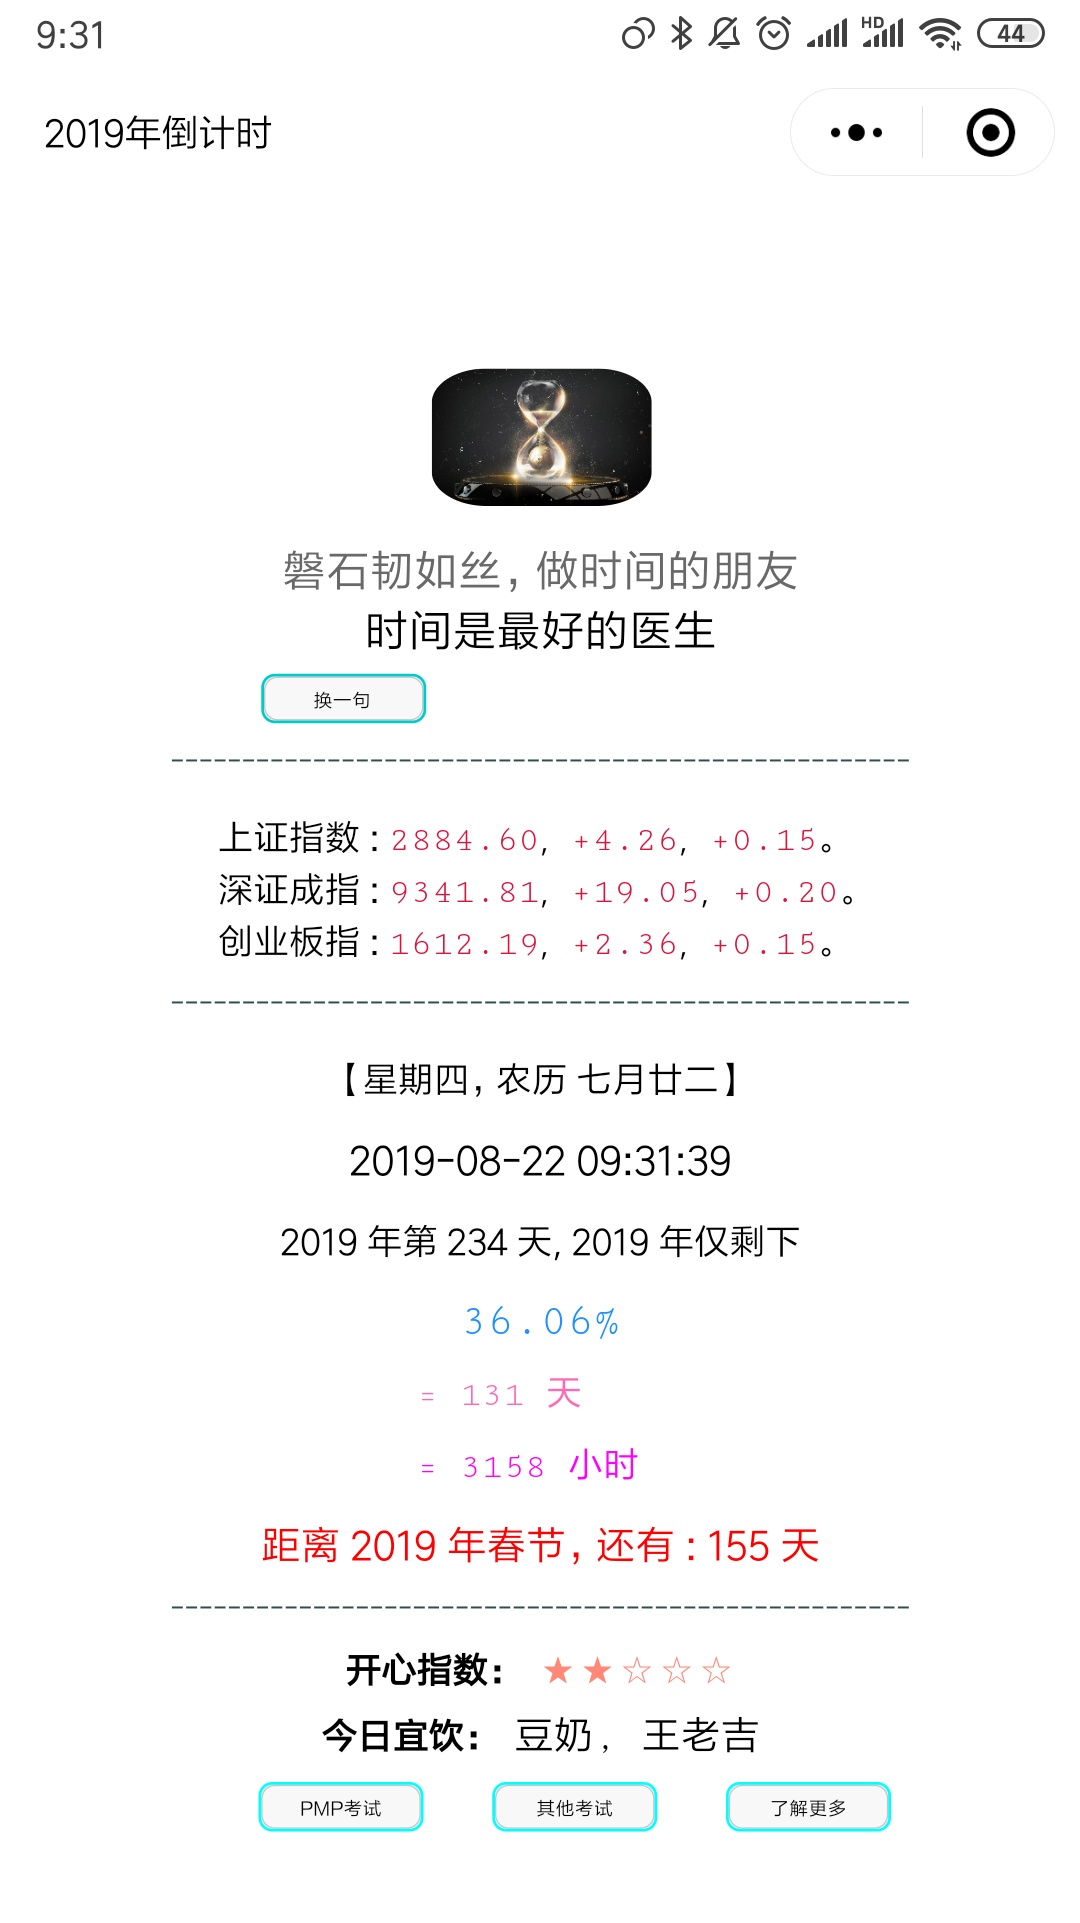 9:31 HD 44
2019年倒计时
磐石韧如丝，做时间的朋友
时间是最好的医生
换一句
----------------------------------------------------
上证指数：2884.60, +4.26, +0.15。
深证成指：9341.81, +19.05, +0.20。
创业板指：1612.19, +2.36, +0.15。
----------------------------------------------------
【星期四，农历 七月廿二】
2019-08-22 09:31:39
2019 年第 234 天, 2019 年仅剩下
36.06%
= 131 天
= 3158 小时
距离 2019 年春节，还有：155 天
----------------------------------------------------
开心指数： ★★☆☆☆
今日宜饮： 豆奶， 王老吉
PMP考试 其他考试 了解更多